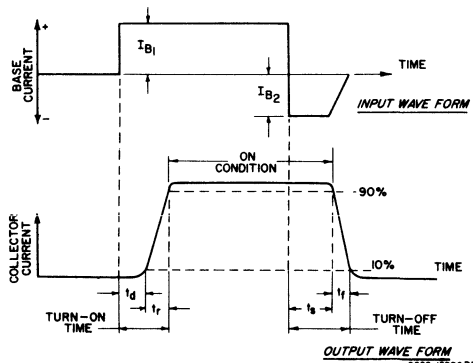 +
BASE
CURRENT
-
I_B1
I_B2
TIME
INPUT WAVE FORM
ON
CONDITION
90%
10%
COLLECTOR
CURRENT
TIME
t_d
t_r
t_s
t_f
TURN-ON
TIME
TURN-OFF
TIME
OUTPUT WAVE FORM